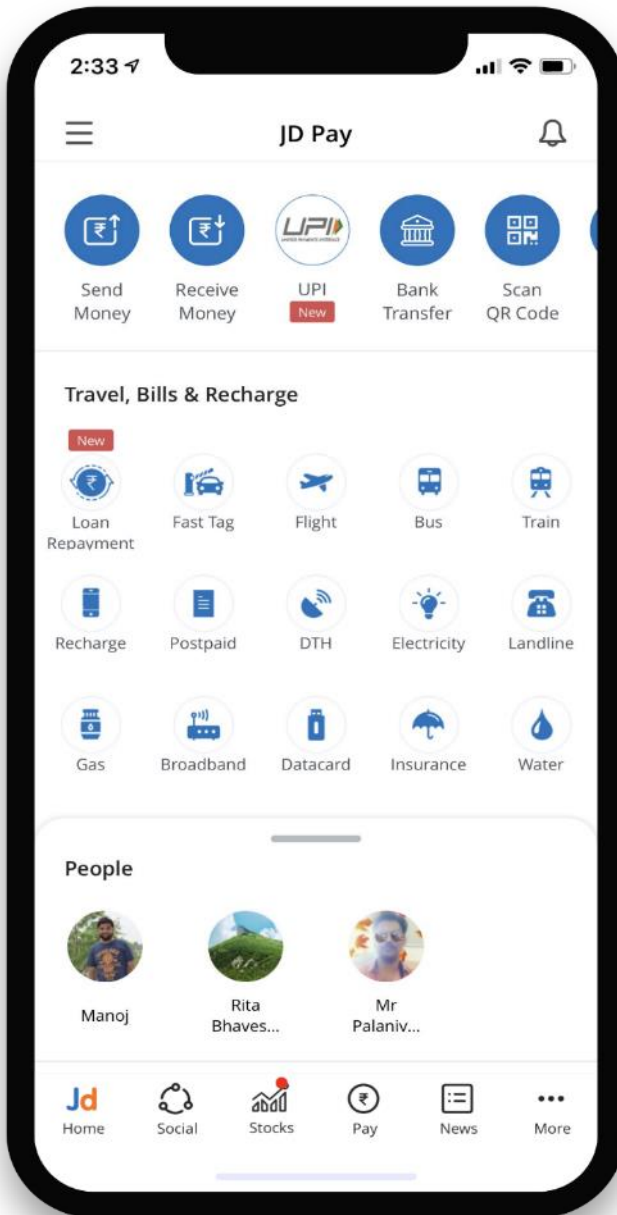 2:33
JD Pay
Send
Money
Receive
Money
UPI
UPI
New
Bank
Transfer
Scan
QR Code
Travel, Bills & Recharge
New
Loan
Repayment
Fast Tag
Flight
Bus
Train
Recharge
Postpaid
DTH
Electricity
Landline
Gas
Broadband
Datacard
Insurance
Water
People
Manoj
Rita
Bhaves...
Mr
Palaniv...
Jd
Home
Social
Stocks
Pay
News
More